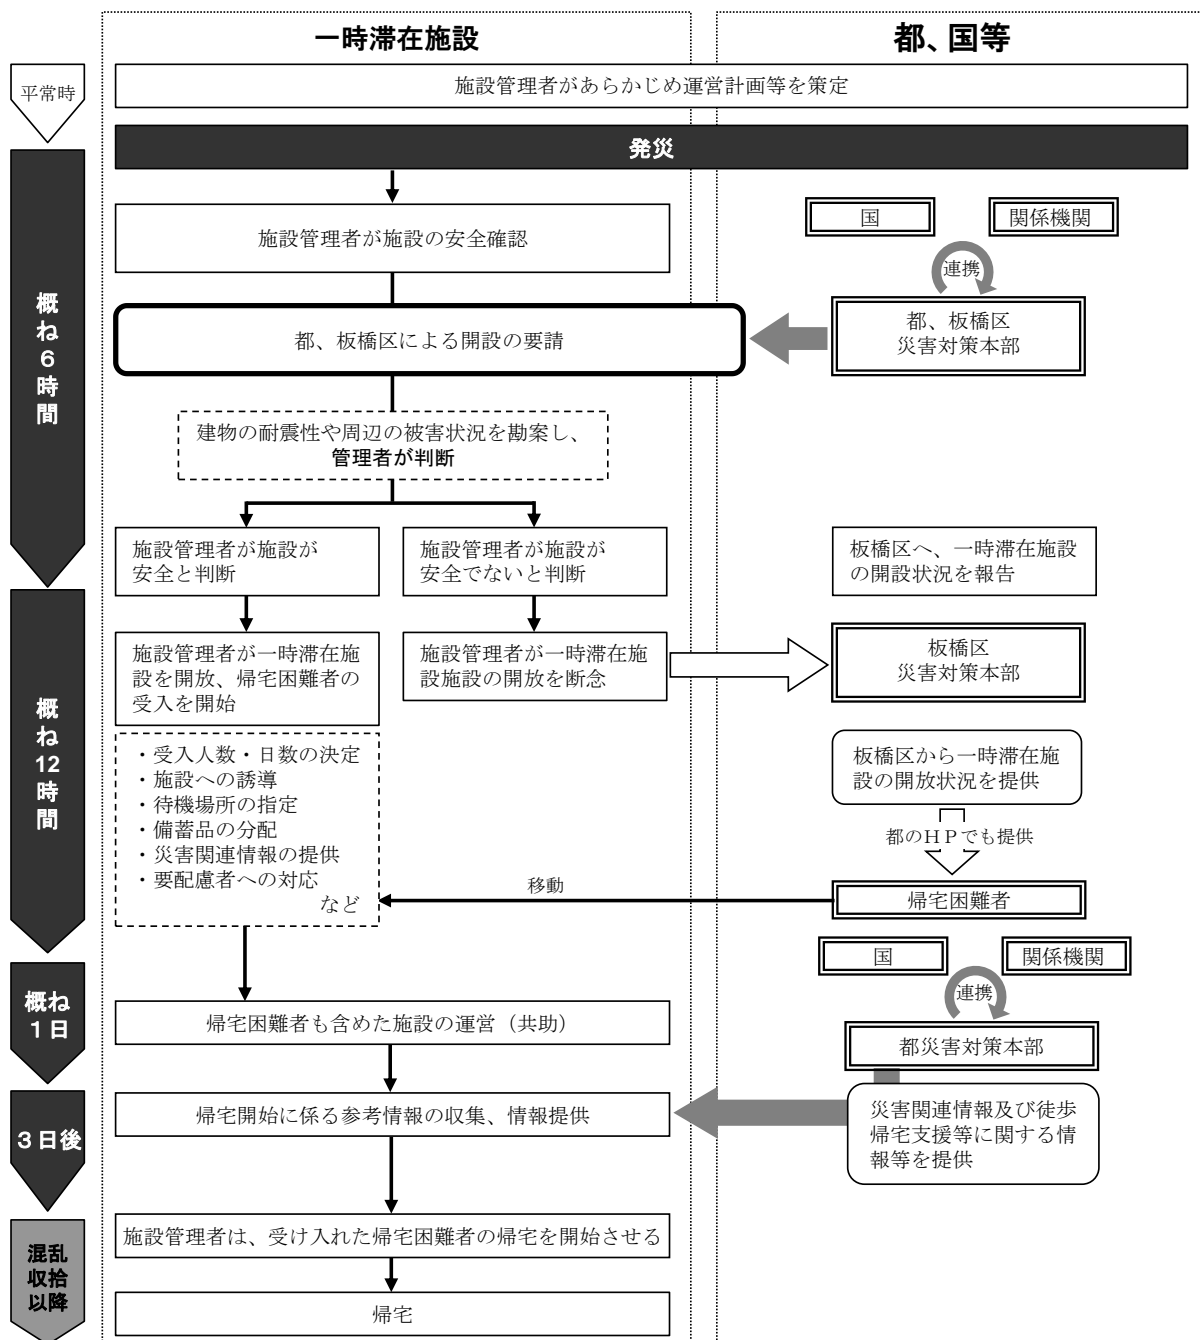 一時滞在施設
都、国等
平常時
施設管理者があらかじめ運営計画等を策定
発災
概ね６時間
施設管理者が施設の安全確認
国
関係機関
連携
都、板橋区による開設の要請
都、板橋区
災害対策本部
建物の耐震性や周辺の被害状況を勘案し、
管理者が判断
施設管理者が施設が
安全と判断
施設管理者が施設が
安全でないと判断
板橋区へ、一時滞在施設
の開設状況を報告
概ね12時間
施設管理者が一時滞在施
設を開放、帰宅困難者の
受入を開始
施設管理者が一時滞在施
設施設の開放を断念
板橋区
災害対策本部
・受入人数・日数の決定
・施設への誘導
・待機場所の指定
・備蓄品の分配
・災害関連情報の提供
・要配慮者への対応
など
板橋区から一時滞在施
設の開放状況を提供
都のＨＰでも提供
移動
帰宅困難者
国
関係機関
連携
概ね
１日
帰宅困難者も含めた施設の運営（共助）
都災害対策本部
３日後
帰宅開始に係る参考情報の収集、情報提供
災害関連情報及び徒歩
帰宅支援等に関する情
報等を提供
混乱
収拾
以降
施設管理者は、受け入れた帰宅困難者の帰宅を開始させる
帰宅